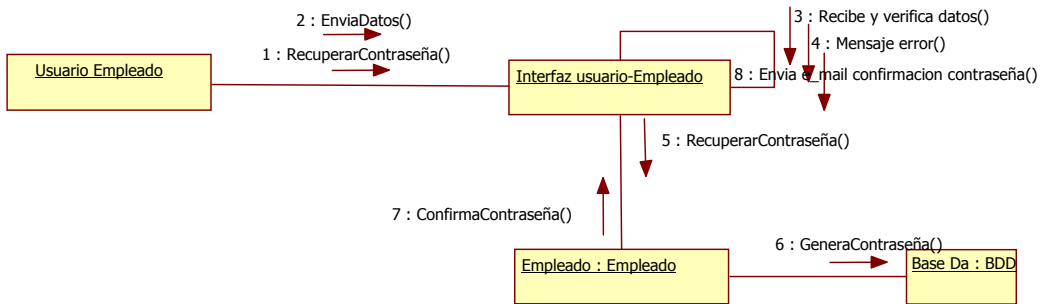 2 : EnviaDatos()
3 : Recibe y verifica datos()
4 : Mensaje error()
1 : RecuperarContraseña()
Usuario Empleado
Interfaz usuario-Empleado
8 : Envia e_mail confirmacion contraseña()
5 : RecuperarContraseña()
7 : ConfirmaContraseña()
6 : GeneraContraseña()
Empleado : Empleado
Base Da : BDD